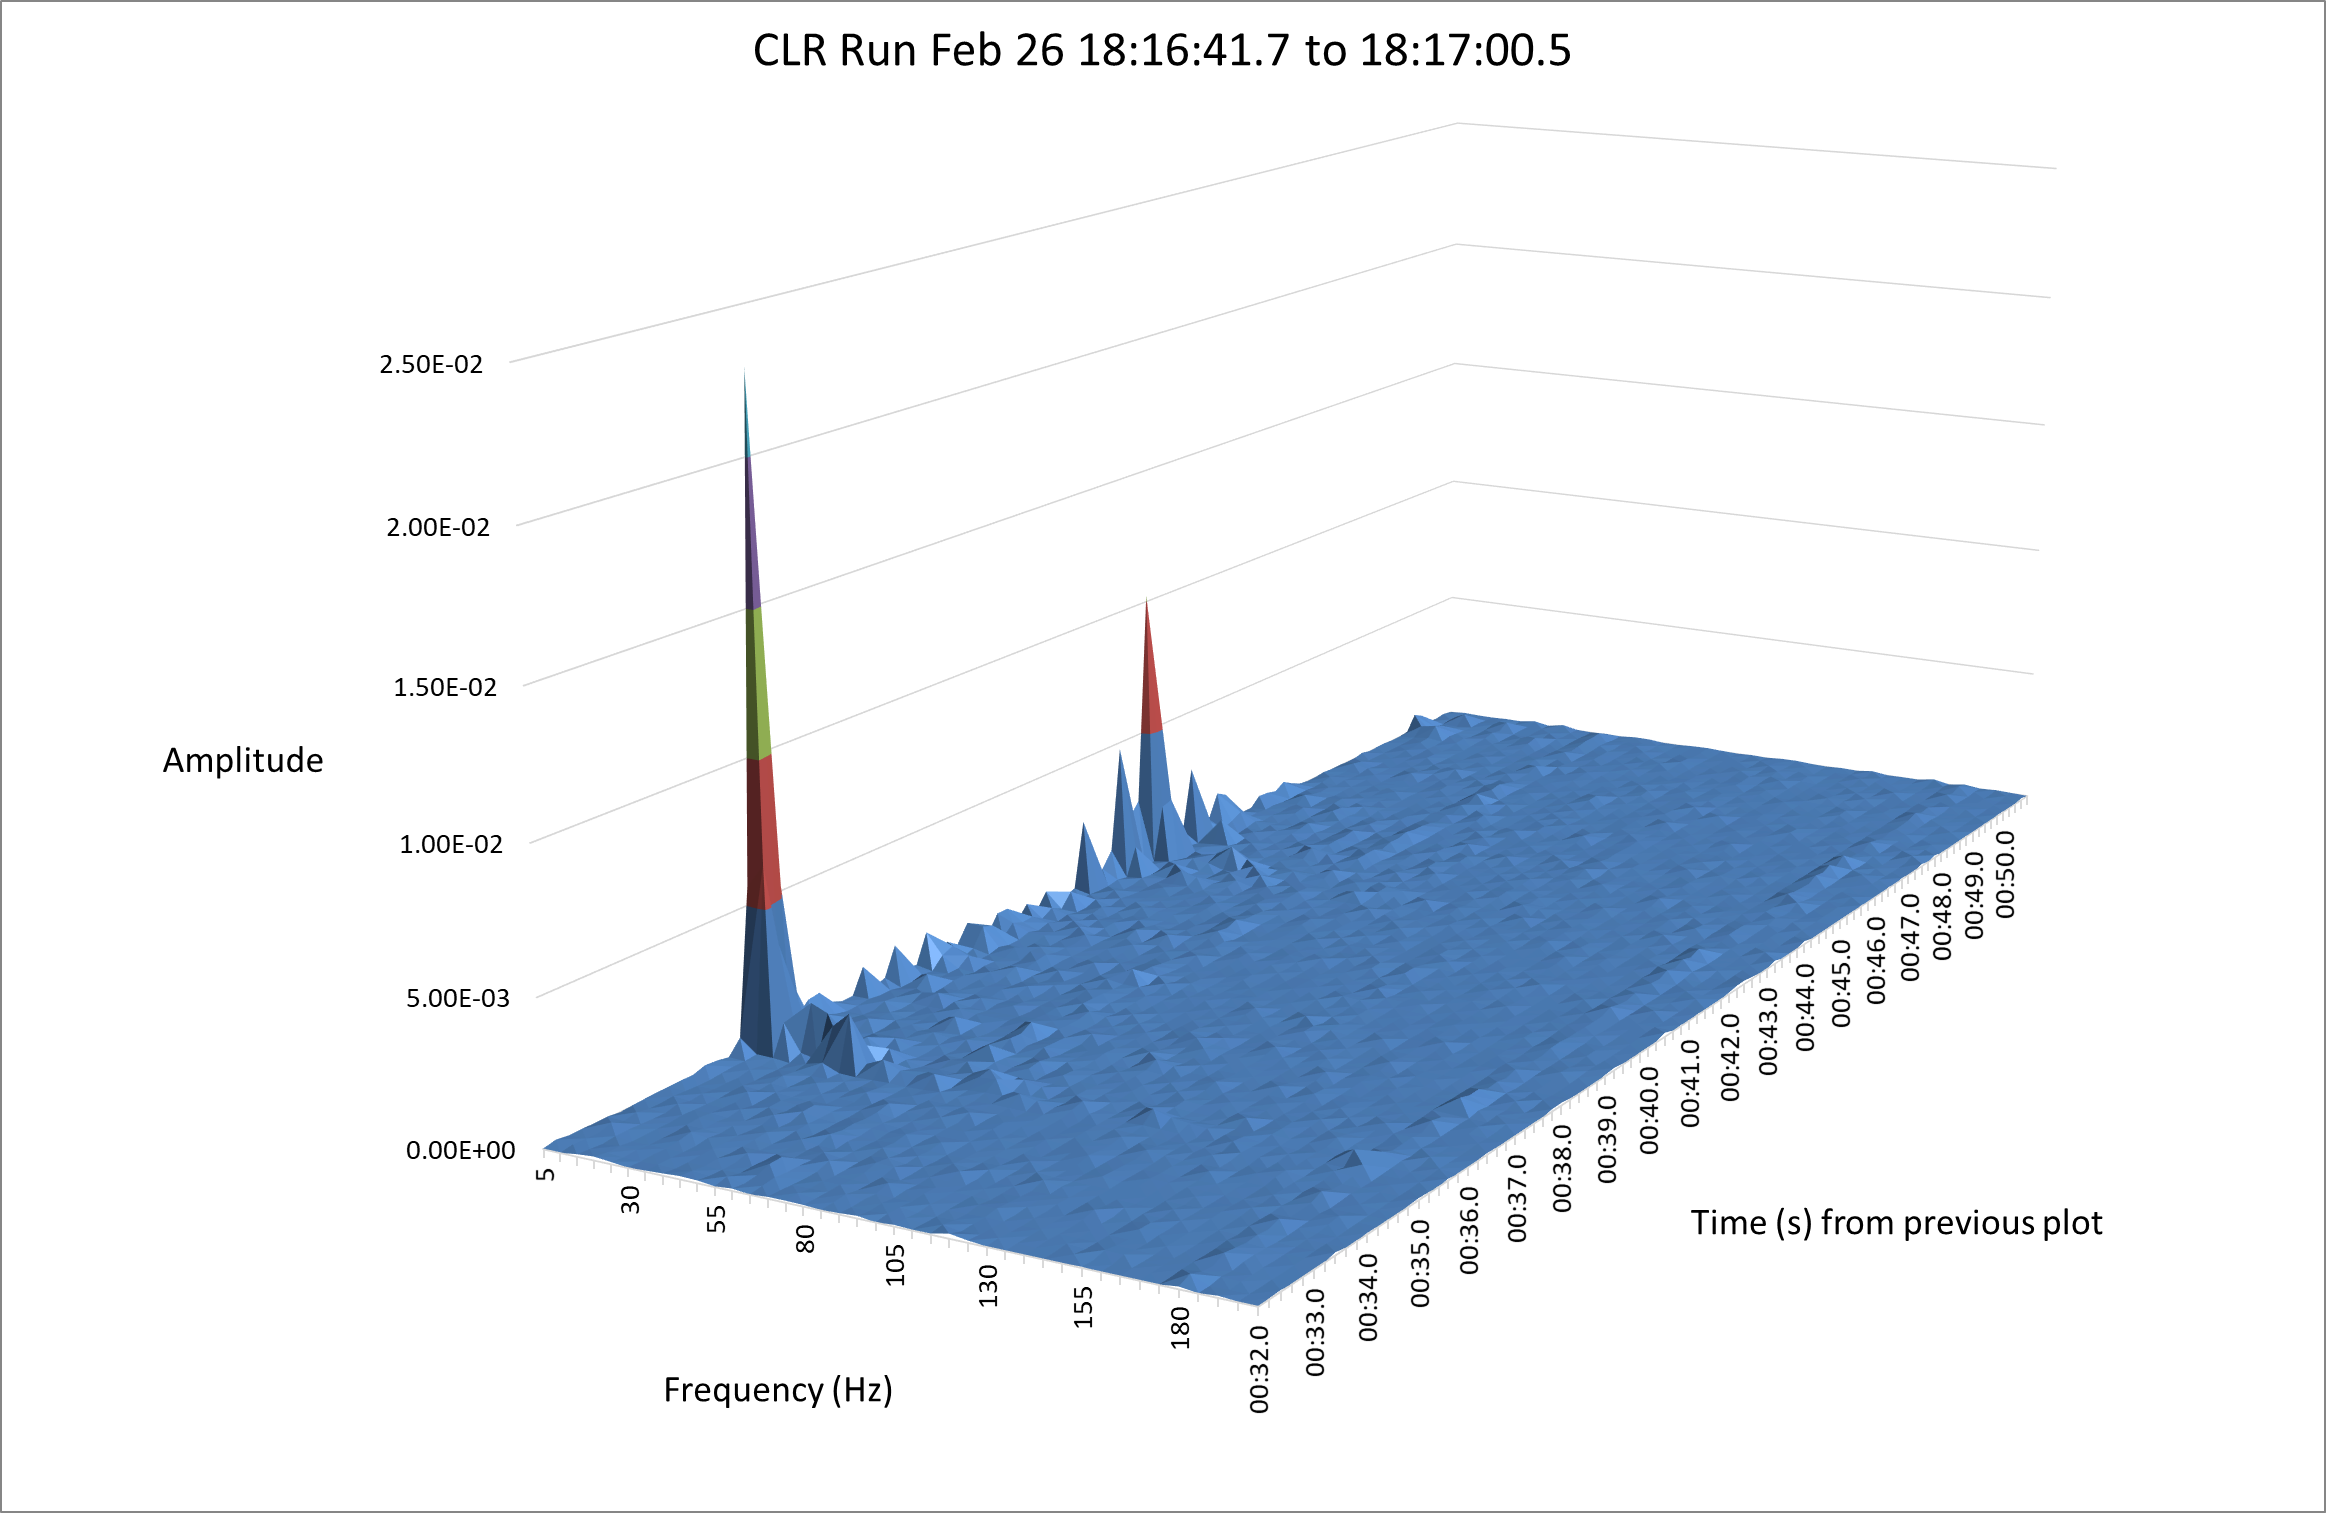 CLR Run Feb 26 18:16:41.7 to 18:17:00.5
2.50E-02
2.00E-02
1.50E-02
Amplitude
1.00E-02
5.00E-03
0.00E+00
5
30
55
80
105
130
155
180
00:32.0
00:33.0
00:34.0
00:35.0
00:36.0
00:37.0
00:38.0
00:39.0
00:40.0
00:41.0
00:42.0
00:43.0
00:44.0
00:45.0
00:46.0
00:47.0
00:48.0
00:49.0
00:50.0
Time (s) from previous plot
Frequency (Hz)